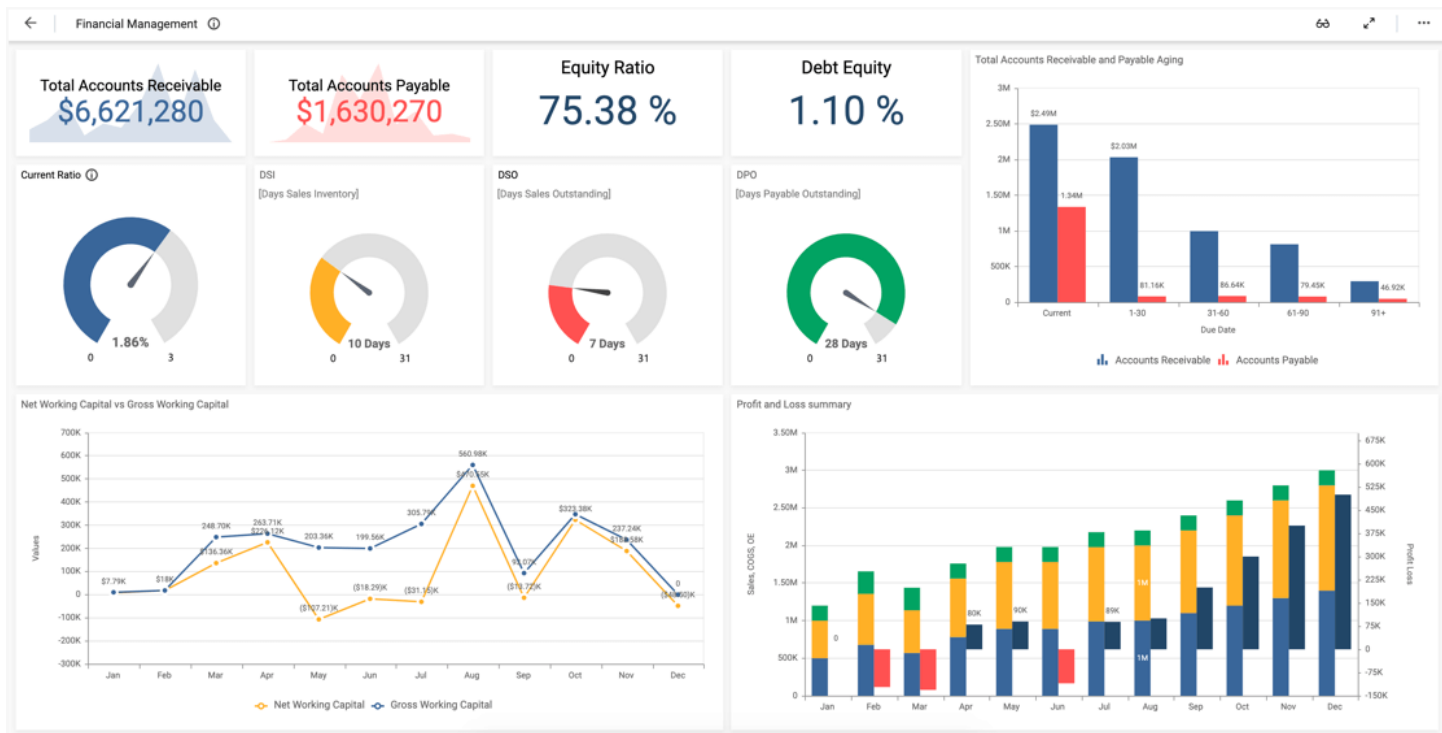 Financial Management
Total Accounts Receivable
$6,621,280
Total Accounts Payable
$1,630,270
Equity Ratio
75.38 %
Debt Equity
1.10 %
Total Accounts Receivable and Payable Aging
3M
2.50M
2M
1.50M
1M
500K
0
$2.49M
1.34M
$2.03M
81.16K
86.64K
79.45K
46.92K
Current
1-30
31-60
61-90
91+
Due Date
Accounts Receivable
Accounts Payable
Current Ratio
1.86%
0
3
DSI
[Days Sales Inventory]
10 Days
0
31
DSO
[Days Sales Outstanding]
7 Days
0
31
DPO
[Days Payable Outstanding]
28 Days
0
31
Net Working Capital vs Gross Working Capital
Values
700K
600K
500K
400K
300K
200K
100K
0
-100K
-200K
-300K
$7.79K
$18K
248.70K
$136.36K
263.71K
203.36K
($107.21)K
199.56K
($18.29)K
305.79K
($31.15)K
560.98K
$323.38K
237.24K
0
Jan
Feb
Mar
Apr
May
Jun
Jul
Aug
Sep
Oct
Nov
Dec
Net Working Capital
Gross Working Capital
Profit and Loss summary
Sales, COGS, OE
3.50M
3M
2.50M
2M
1.50M
1M
500K
0
0
80K
90K
89K
1M
1M
675K
600K
525K
450K
375K
300K
225K
150K
75K
0
-75K
-150K
Profit Loss
Jan
Feb
Mar
Apr
May
Jun
Jul
Aug
Sep
Oct
Nov
Dec